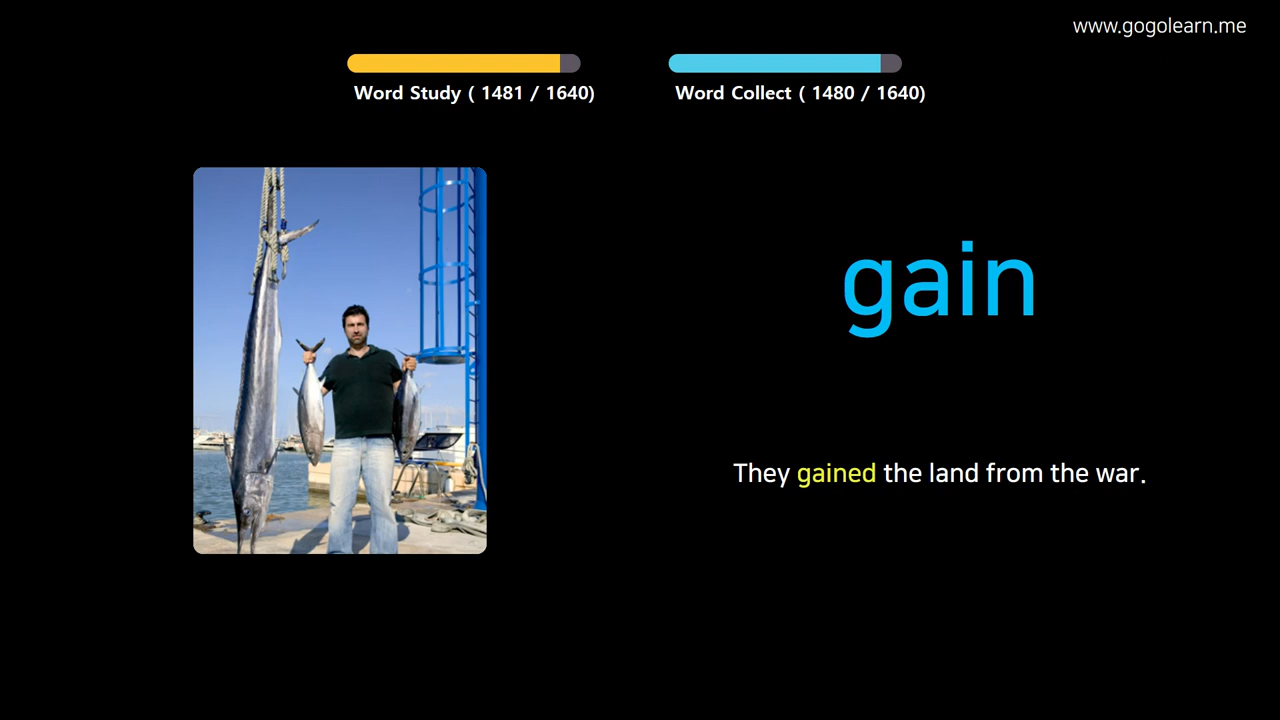 www.gogolearn.me
Word Study ( 1481 / 1640)
Word Collect ( 1480 / 1640)
gain
They gained the land from the war.